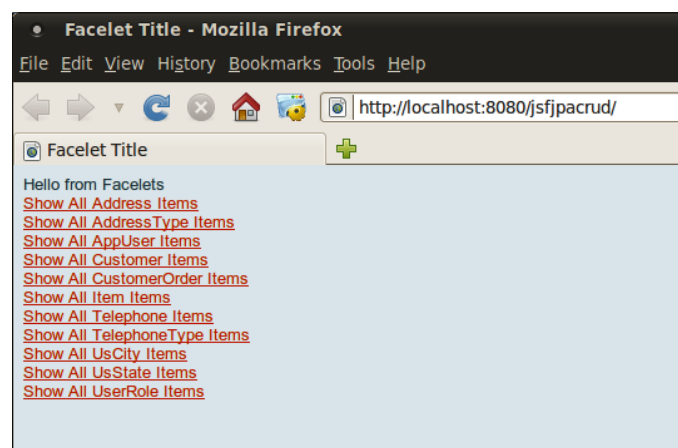 Facelet Title - Mozilla Firefox
File Edit View History Bookmarks Tools Help
http://localhost:8080/jsfjpacrud/
Facelet Title
Hello from Facelets
Show All Address Items
Show All AddressType Items
Show All AppUser Items
Show All Customer Items
Show All CustomerOrder Items
Show All Item Items
Show All Telephone Items
Show All TelephoneType Items
Show All UsCity Items
Show All UsState Items
Show All UserRole Items